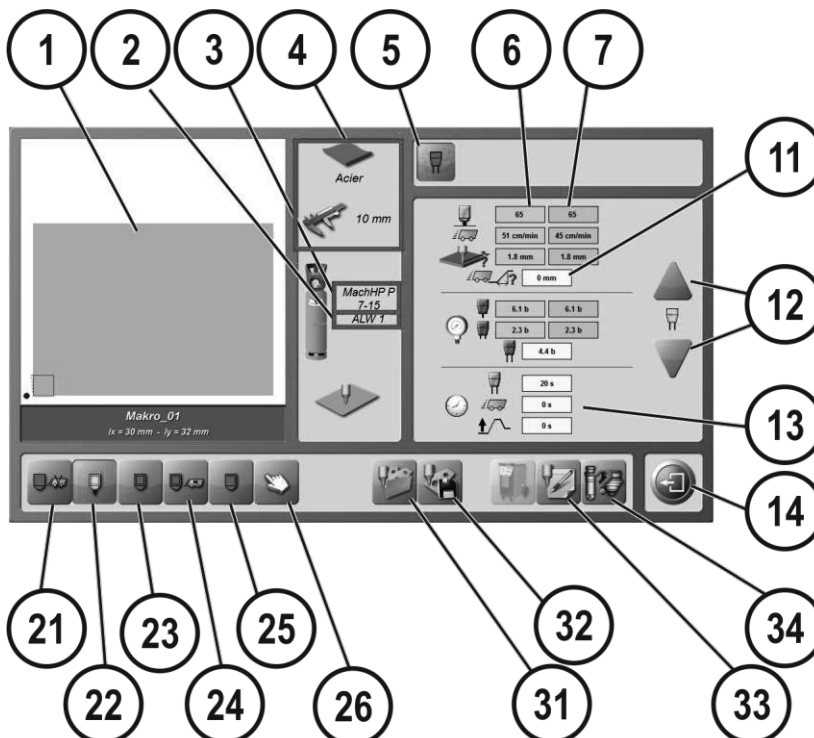 1 2 3 4 5 6 7
11
Acier
10 mm
65 65
51 cm/min 45 cm/min
1.8 mm 1.8 mm
? 0 mm
?
12
MachHP P
7-15
ALW 1
6.1 b 6.1 b
2.3 b 2.3 b
4.4 b
20 s
0 s
0 s
13
Makro_01
lx = 30 mm - ly = 32 mm
14
21 23 25 32 34
22 24 26 31 33